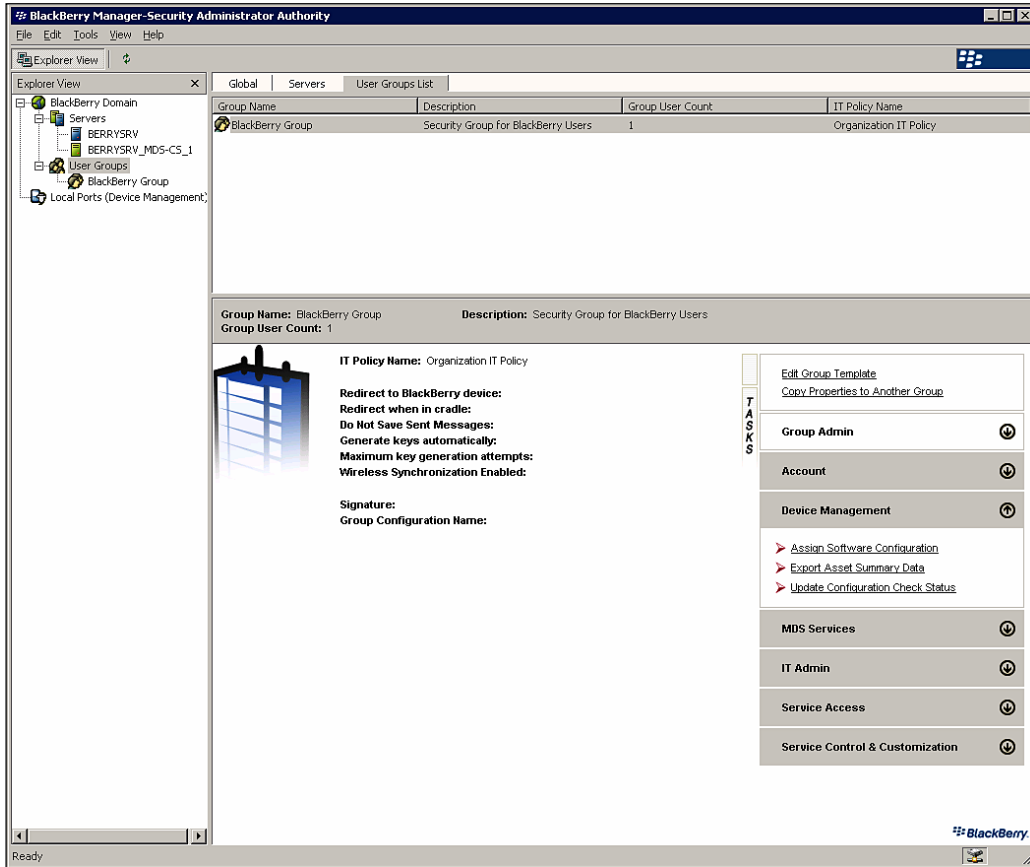 BlackBerry Manager-Security Administrator Authority
File Edit Tools View Help
Explorer View
Explorer View
BlackBerry Domain
Servers
BERRYSRV
BERRYSRV_MDS-CS_1
User Groups
BlackBerry Group
Local Ports (Device Management)
Global Servers User Groups List
Group Name Description Group User Count IT Policy Name
BlackBerry Group Security Group for BlackBerry Users 1 Organization IT Policy
Group Name: BlackBerry Group Description: Security Group for BlackBerry Users
Group User Count: 1
IT Policy Name: Organization IT Policy
Redirect to BlackBerry device:
Redirect when in cradle:
Do Not Save Sent Messages:
Generate keys automatically:
Maximum key generation attempts:
Wireless Synchronization Enabled:
Signature:
Group Configuration Name:
TASKS
Edit Group Template
Copy Properties to Another Group
Group Admin
Account
Device Management
Assign Software Configuration
Export Asset Summary Data
Update Configuration Check Status
MDS Services
IT Admin
Service Access
Service Control & Customization
BlackBerry.
Ready